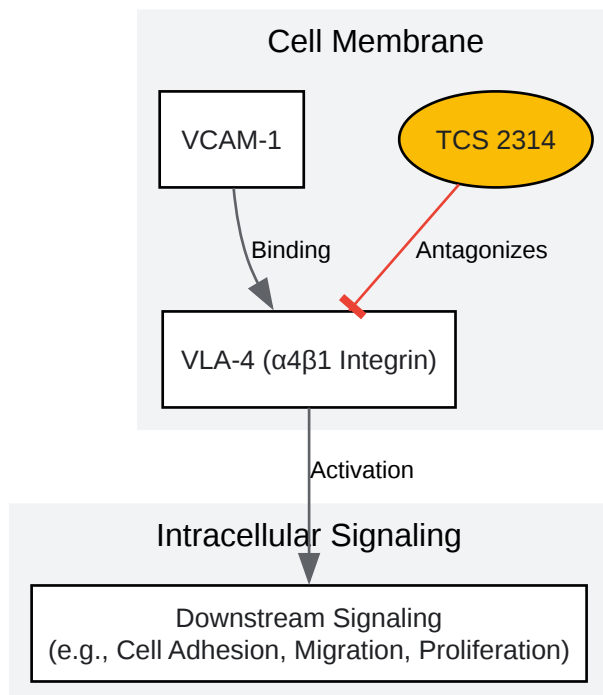 Cell Membrane
VCAM-1
TCS 2314
Binding
Antagonizes
VLA-4 (α4β1 Integrin)
Activation
Intracellular Signaling
Downstream Signaling
(e.g., Cell Adhesion, Migration, Proliferation)